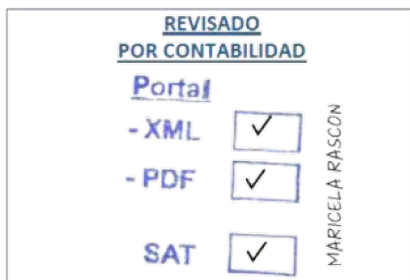 REVISADO
POR CONTABILIDAD
Portal
- XML ✓
- PDF ✓
SAT ✓
MARICELA RASCON